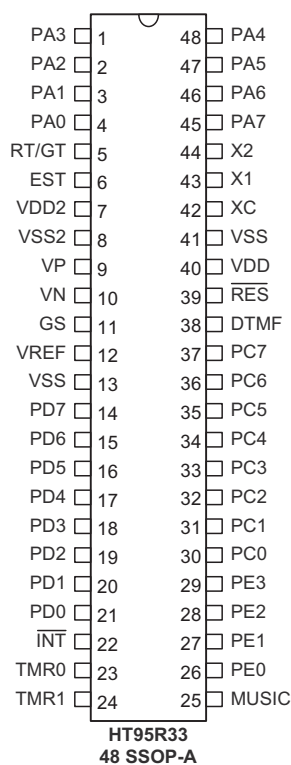 PA3 1 48 PA4
PA2 2 47 PA5
PA1 3 46 PA6
PA0 4 45 PA7
RT/GT 5 44 X2
EST 6 43 X1
VDD2 7 42 XC
VSS2 8 41 VSS
VP 9 40 VDD
VN 10 39 RES
GS 11 38 DTMF
VREF 12 37 PC7
VSS 13 36 PC6
PD7 14 35 PC5
PD6 15 34 PC4
PD5 16 33 PC3
PD4 17 32 PC2
PD3 18 31 PC1
PD2 19 30 PC0
PD1 20 29 PE3
PD0 21 28 PE2
INT 22 27 PE1
TMR0 23 26 PE0
TMR1 24 25 MUSIC
HT95R33
48 SSOP-A